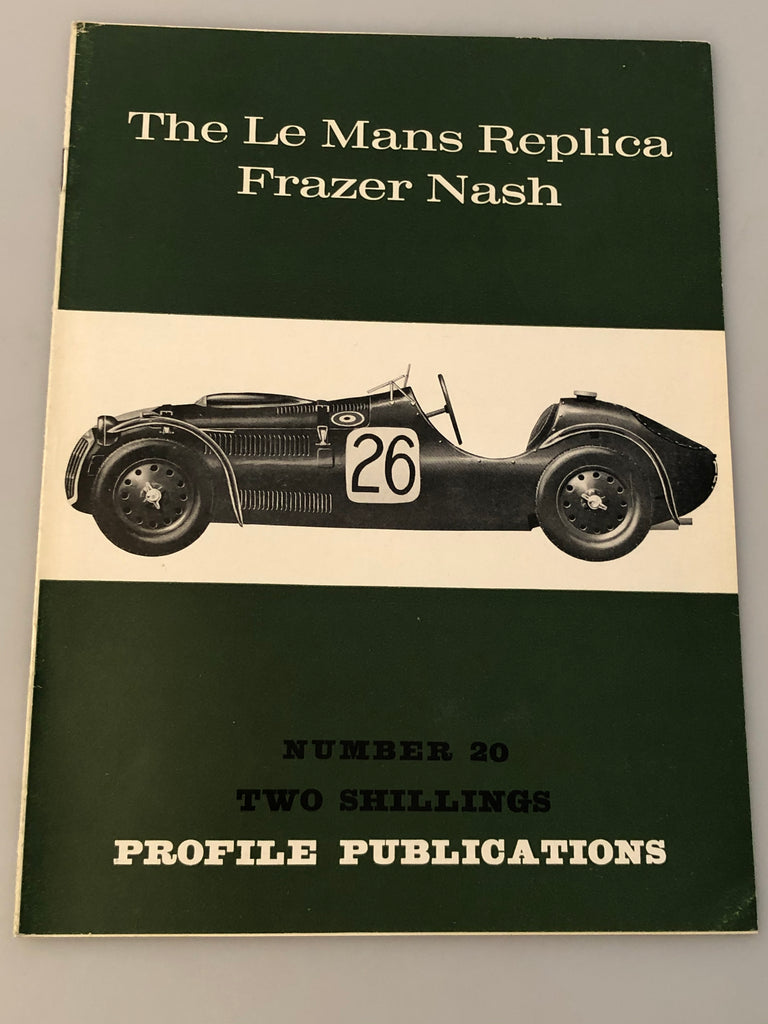 The Le Mans Replica
Frazer Nash
26
NUMBER 20
TWO SHILLINGS
PROFILE PUBLICATIONS